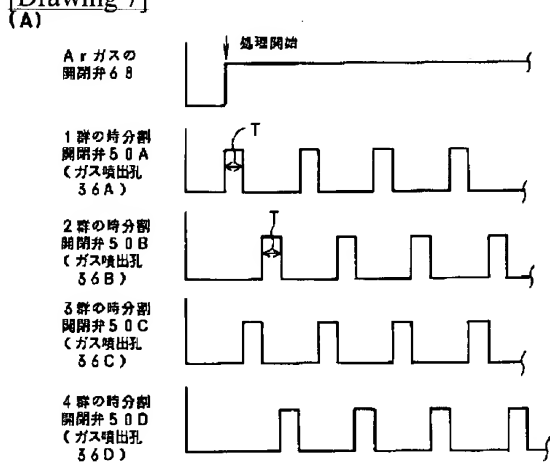 [Drawing 7]
(A)
処理開始
Arガスの
開閉弁68
1群の時分割
開閉弁50A
(ガス噴出孔
36A)
T
2群の時分割
開閉弁50B
(ガス噴出孔
36B)
T
3群の時分割
開閉弁50C
(ガス噴出孔
36C)
4群の時分割
開閉弁50D
(ガス噴出孔
36D)